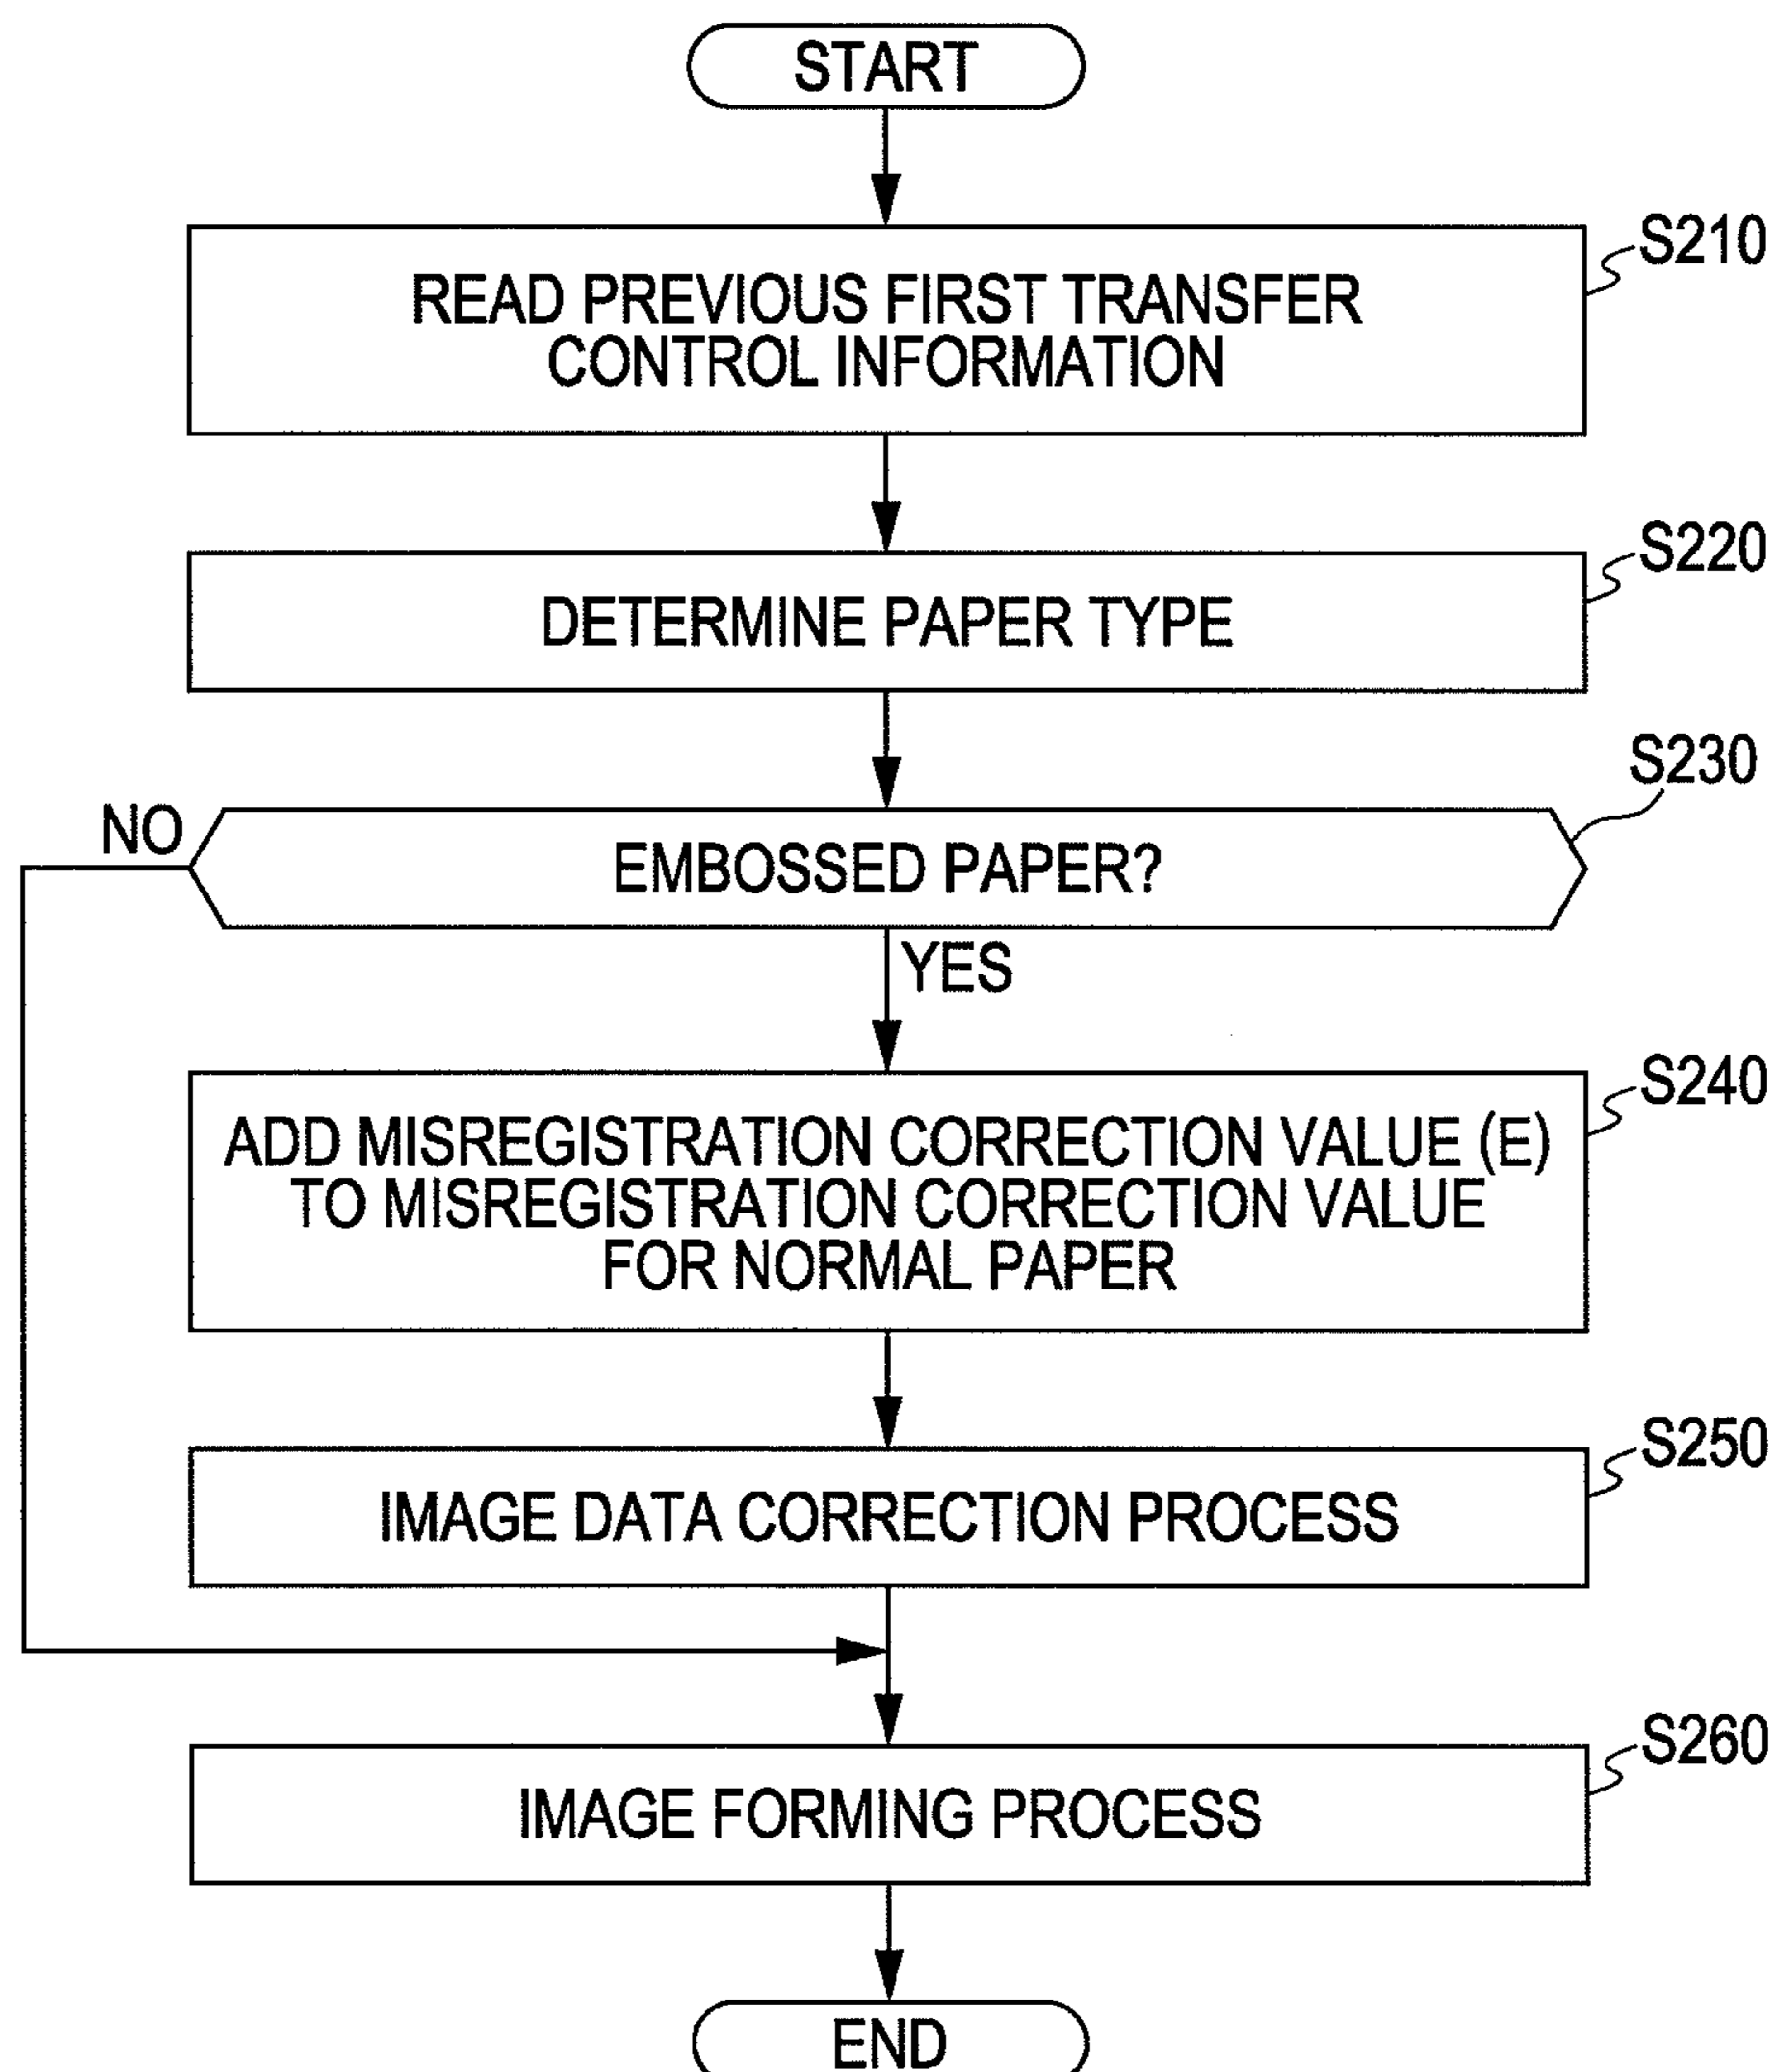 START
S210
READ PREVIOUS FIRST TRANSFER
CONTROL INFORMATION
S220
DETERMINE PAPER TYPE
S230
NO
EMBOSSED PAPER?
YES
S240
ADD MISREGISTRATION CORRECTION VALUE (E)
TO MISREGISTRATION CORRECTION VALUE
FOR NORMAL PAPER
S250
IMAGE DATA CORRECTION PROCESS
S260
IMAGE FORMING PROCESS
END